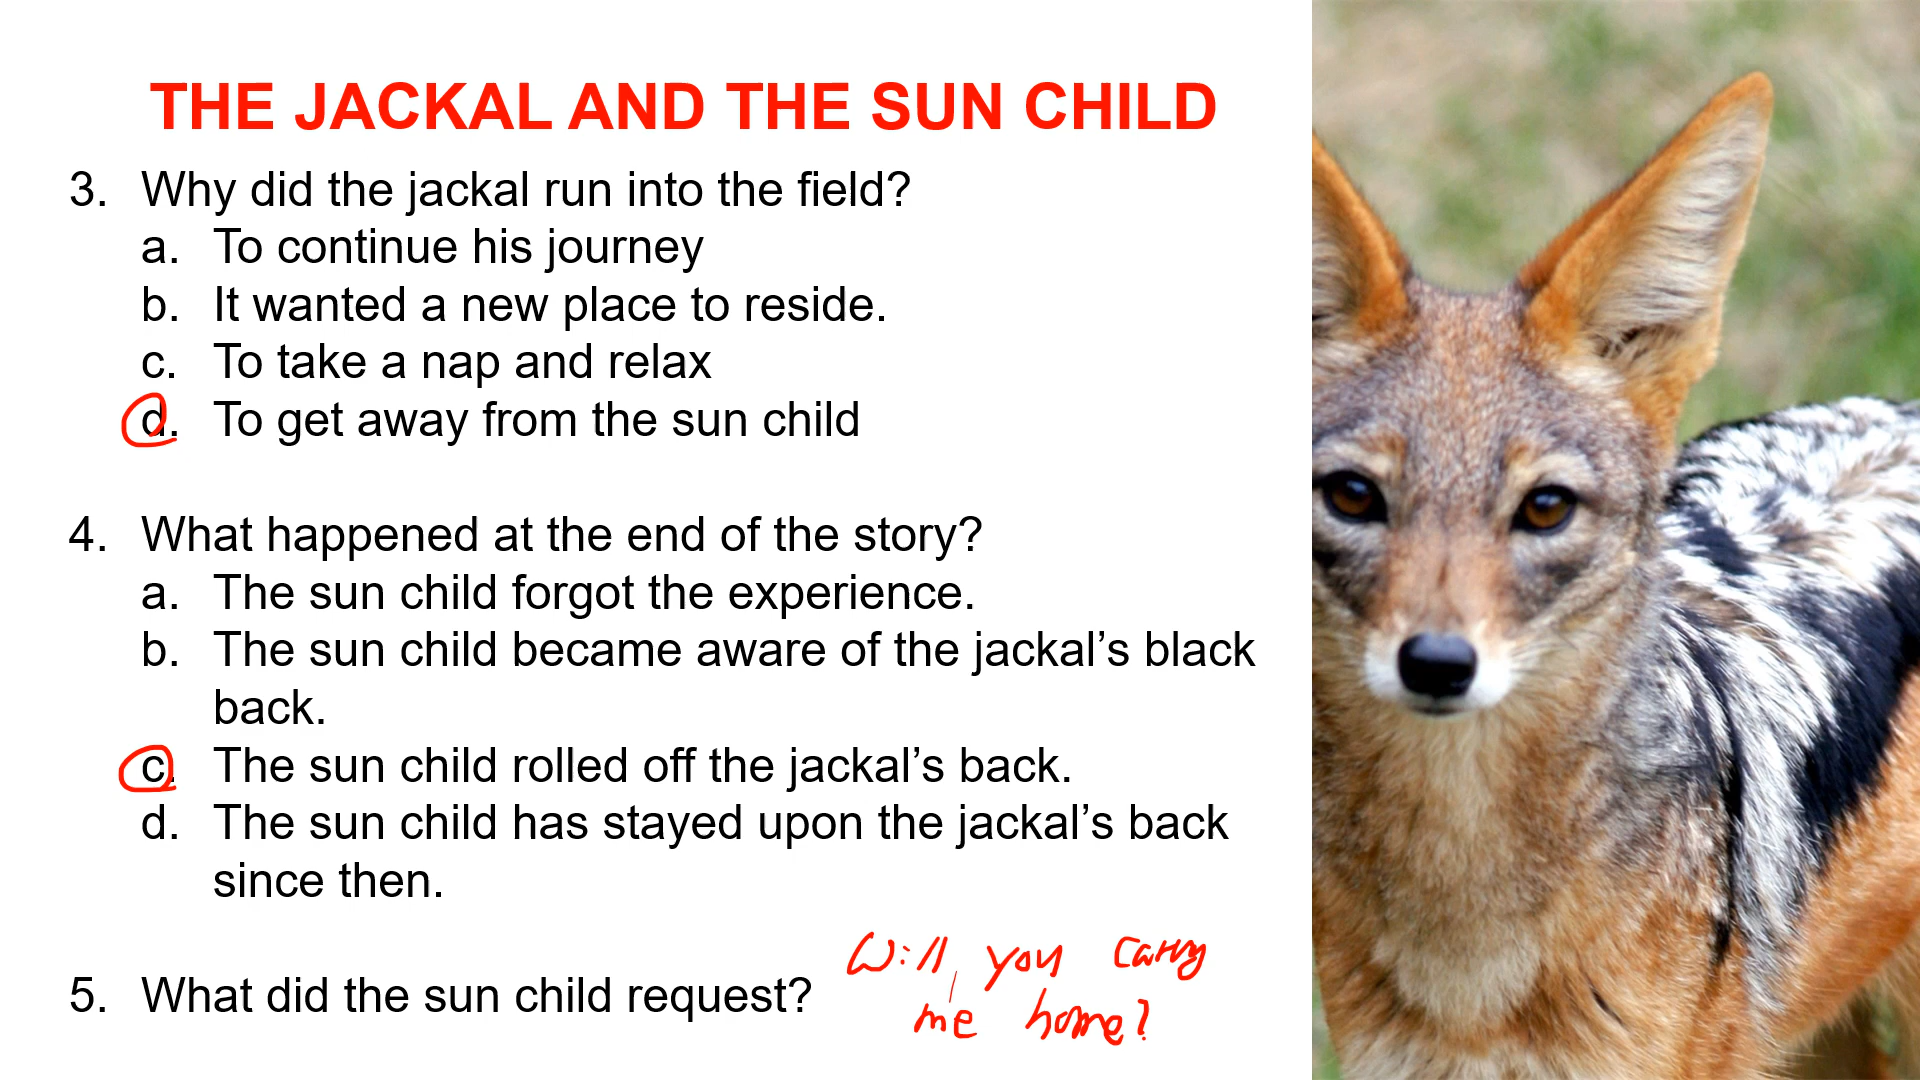 THE JACKAL AND THE SUN CHILD
3. Why did the jackal run into the field?
a. To continue his journey
b. It wanted a new place to reside.
c. To take a nap and relax
d. To get away from the sun child
4. What happened at the end of the story?
a. The sun child forgot the experience.
b. The sun child became aware of the jackal’s black
back.
c. The sun child rolled off the jackal’s back.
d. The sun child has stayed upon the jackal’s back
since then.
5. What did the sun child request?
Will you carry
me home?